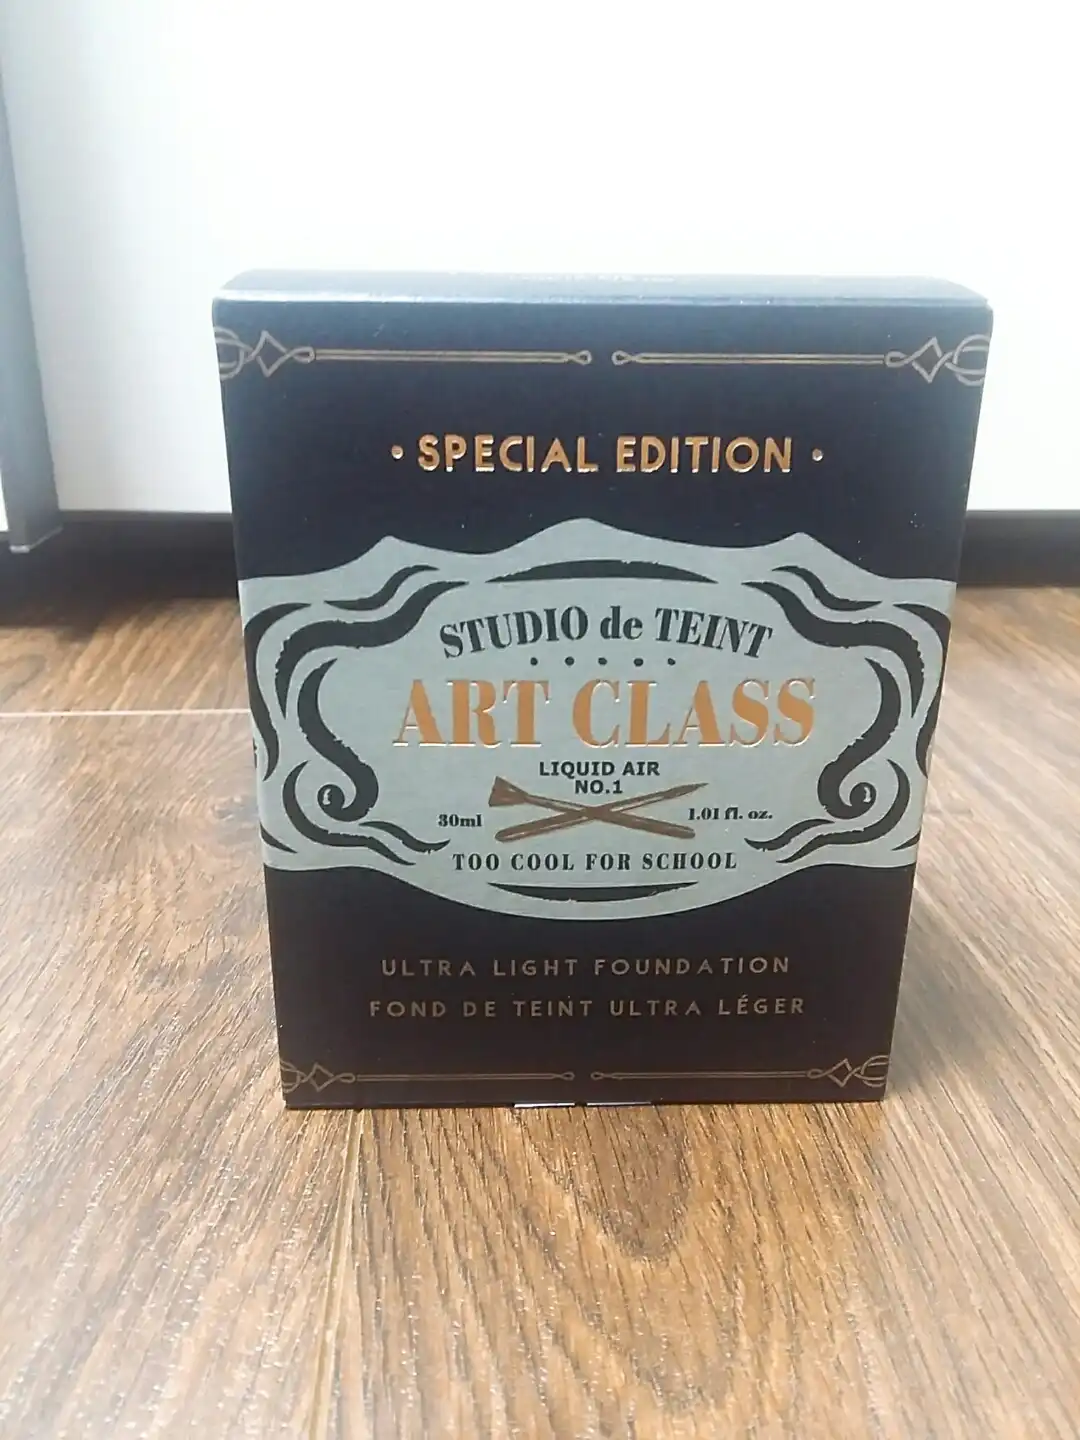 • SPECIAL EDITION •
STUDIO de TEINT
ART CLASS
LIQUID AIR
NO.1
30ml
1.01 fl. oz.
TOO COOL FOR SCHOOL
ULTRA LIGHT FOUNDATION
FOND DE TEINT ULTRA LÉGER